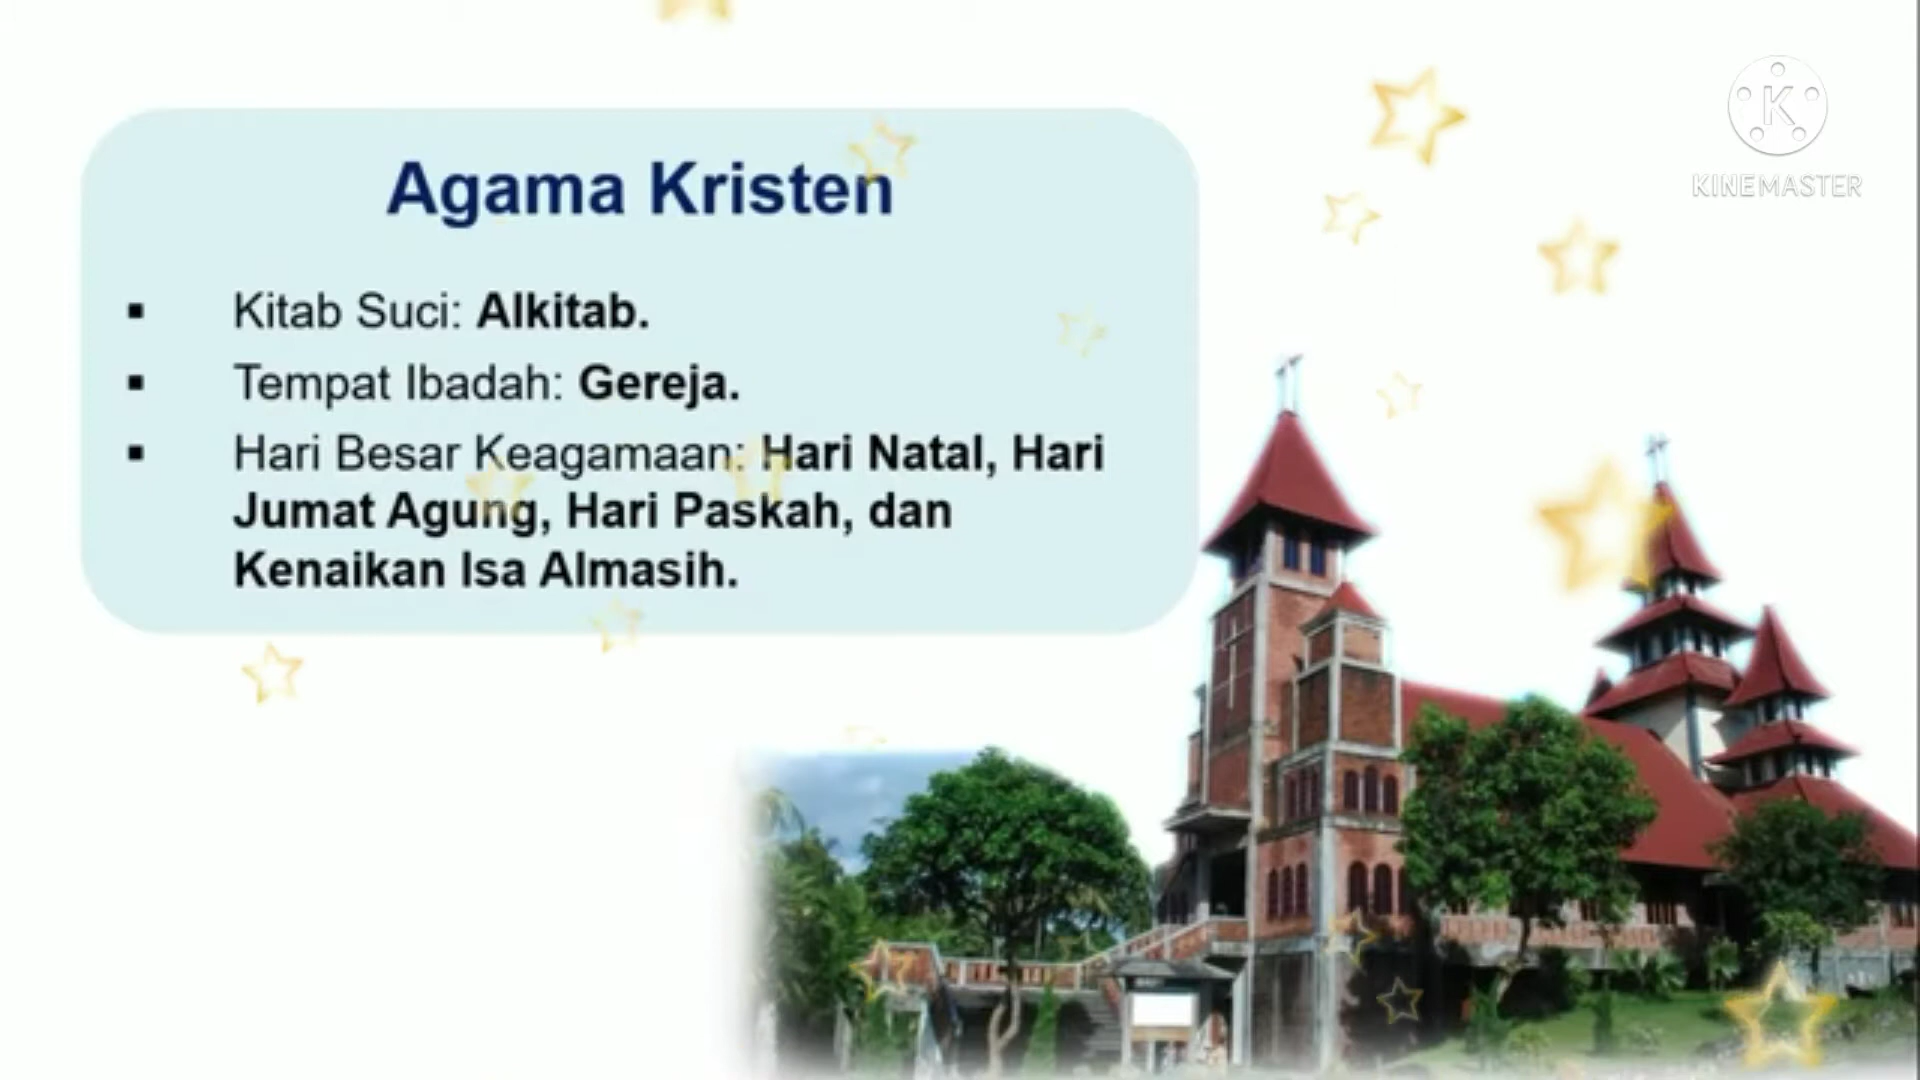 Agama Kristen
▪ Kitab Suci: Alkitab.
▪ Tempat Ibadah: Gereja.
▪ Hari Besar Keagamaan: Hari Natal, Hari
Jumat Agung, Hari Paskah, dan
Kenaikan Isa Almasih.
K
KINEMASTER